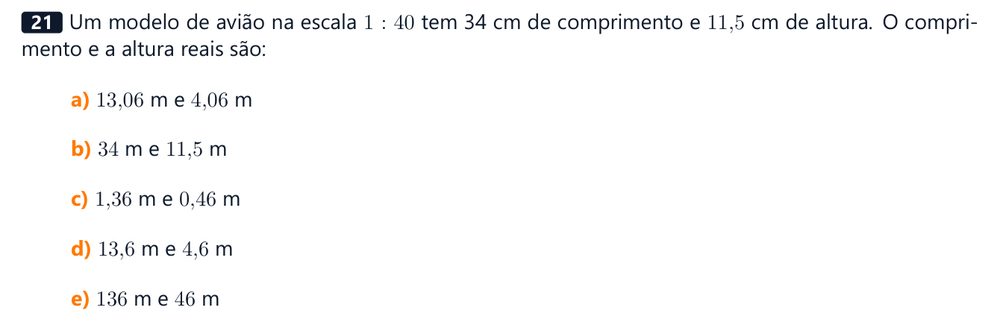 21 Um modelo de avião na escala 1 : 40 tem 34 cm de comprimento e 11,5 cm de altura. O compri-
mento e a altura reais são:
a) 13,06 m e 4,06 m
b) 34 m e 11,5 m
c) 1,36 m e 0,46 m
d) 13,6 m e 4,6 m
e) 136 m e 46 m